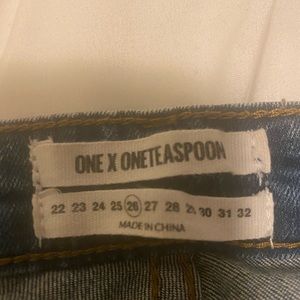 ONE X ONETEASPOON
22 23 24 25 26 27 28 30 31 32
MADE IN CHINA